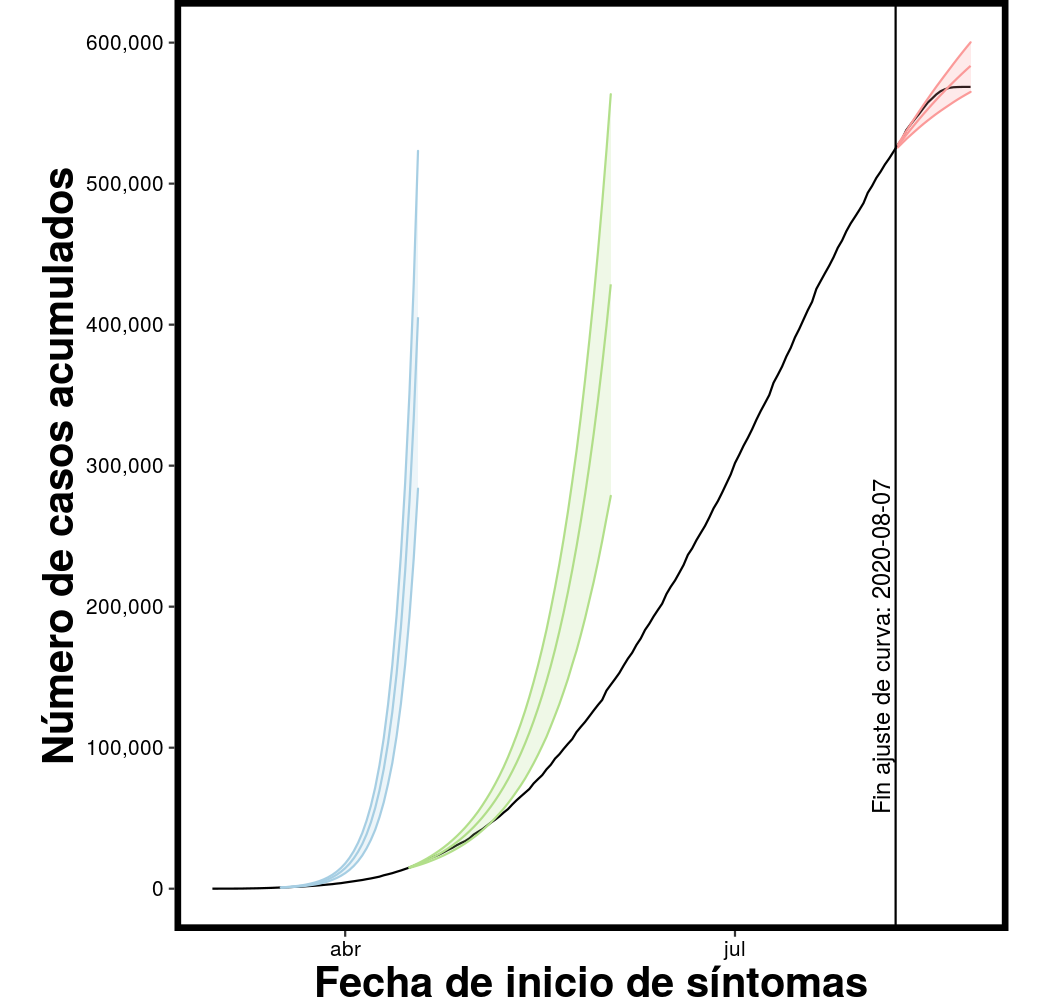 Número de casos acumulados
600,000
500,000
400,000
300,000
200,000
100,000
0
Fin ajuste de curva: 2020-08-07
abr
jul
Fecha de inicio de síntomas